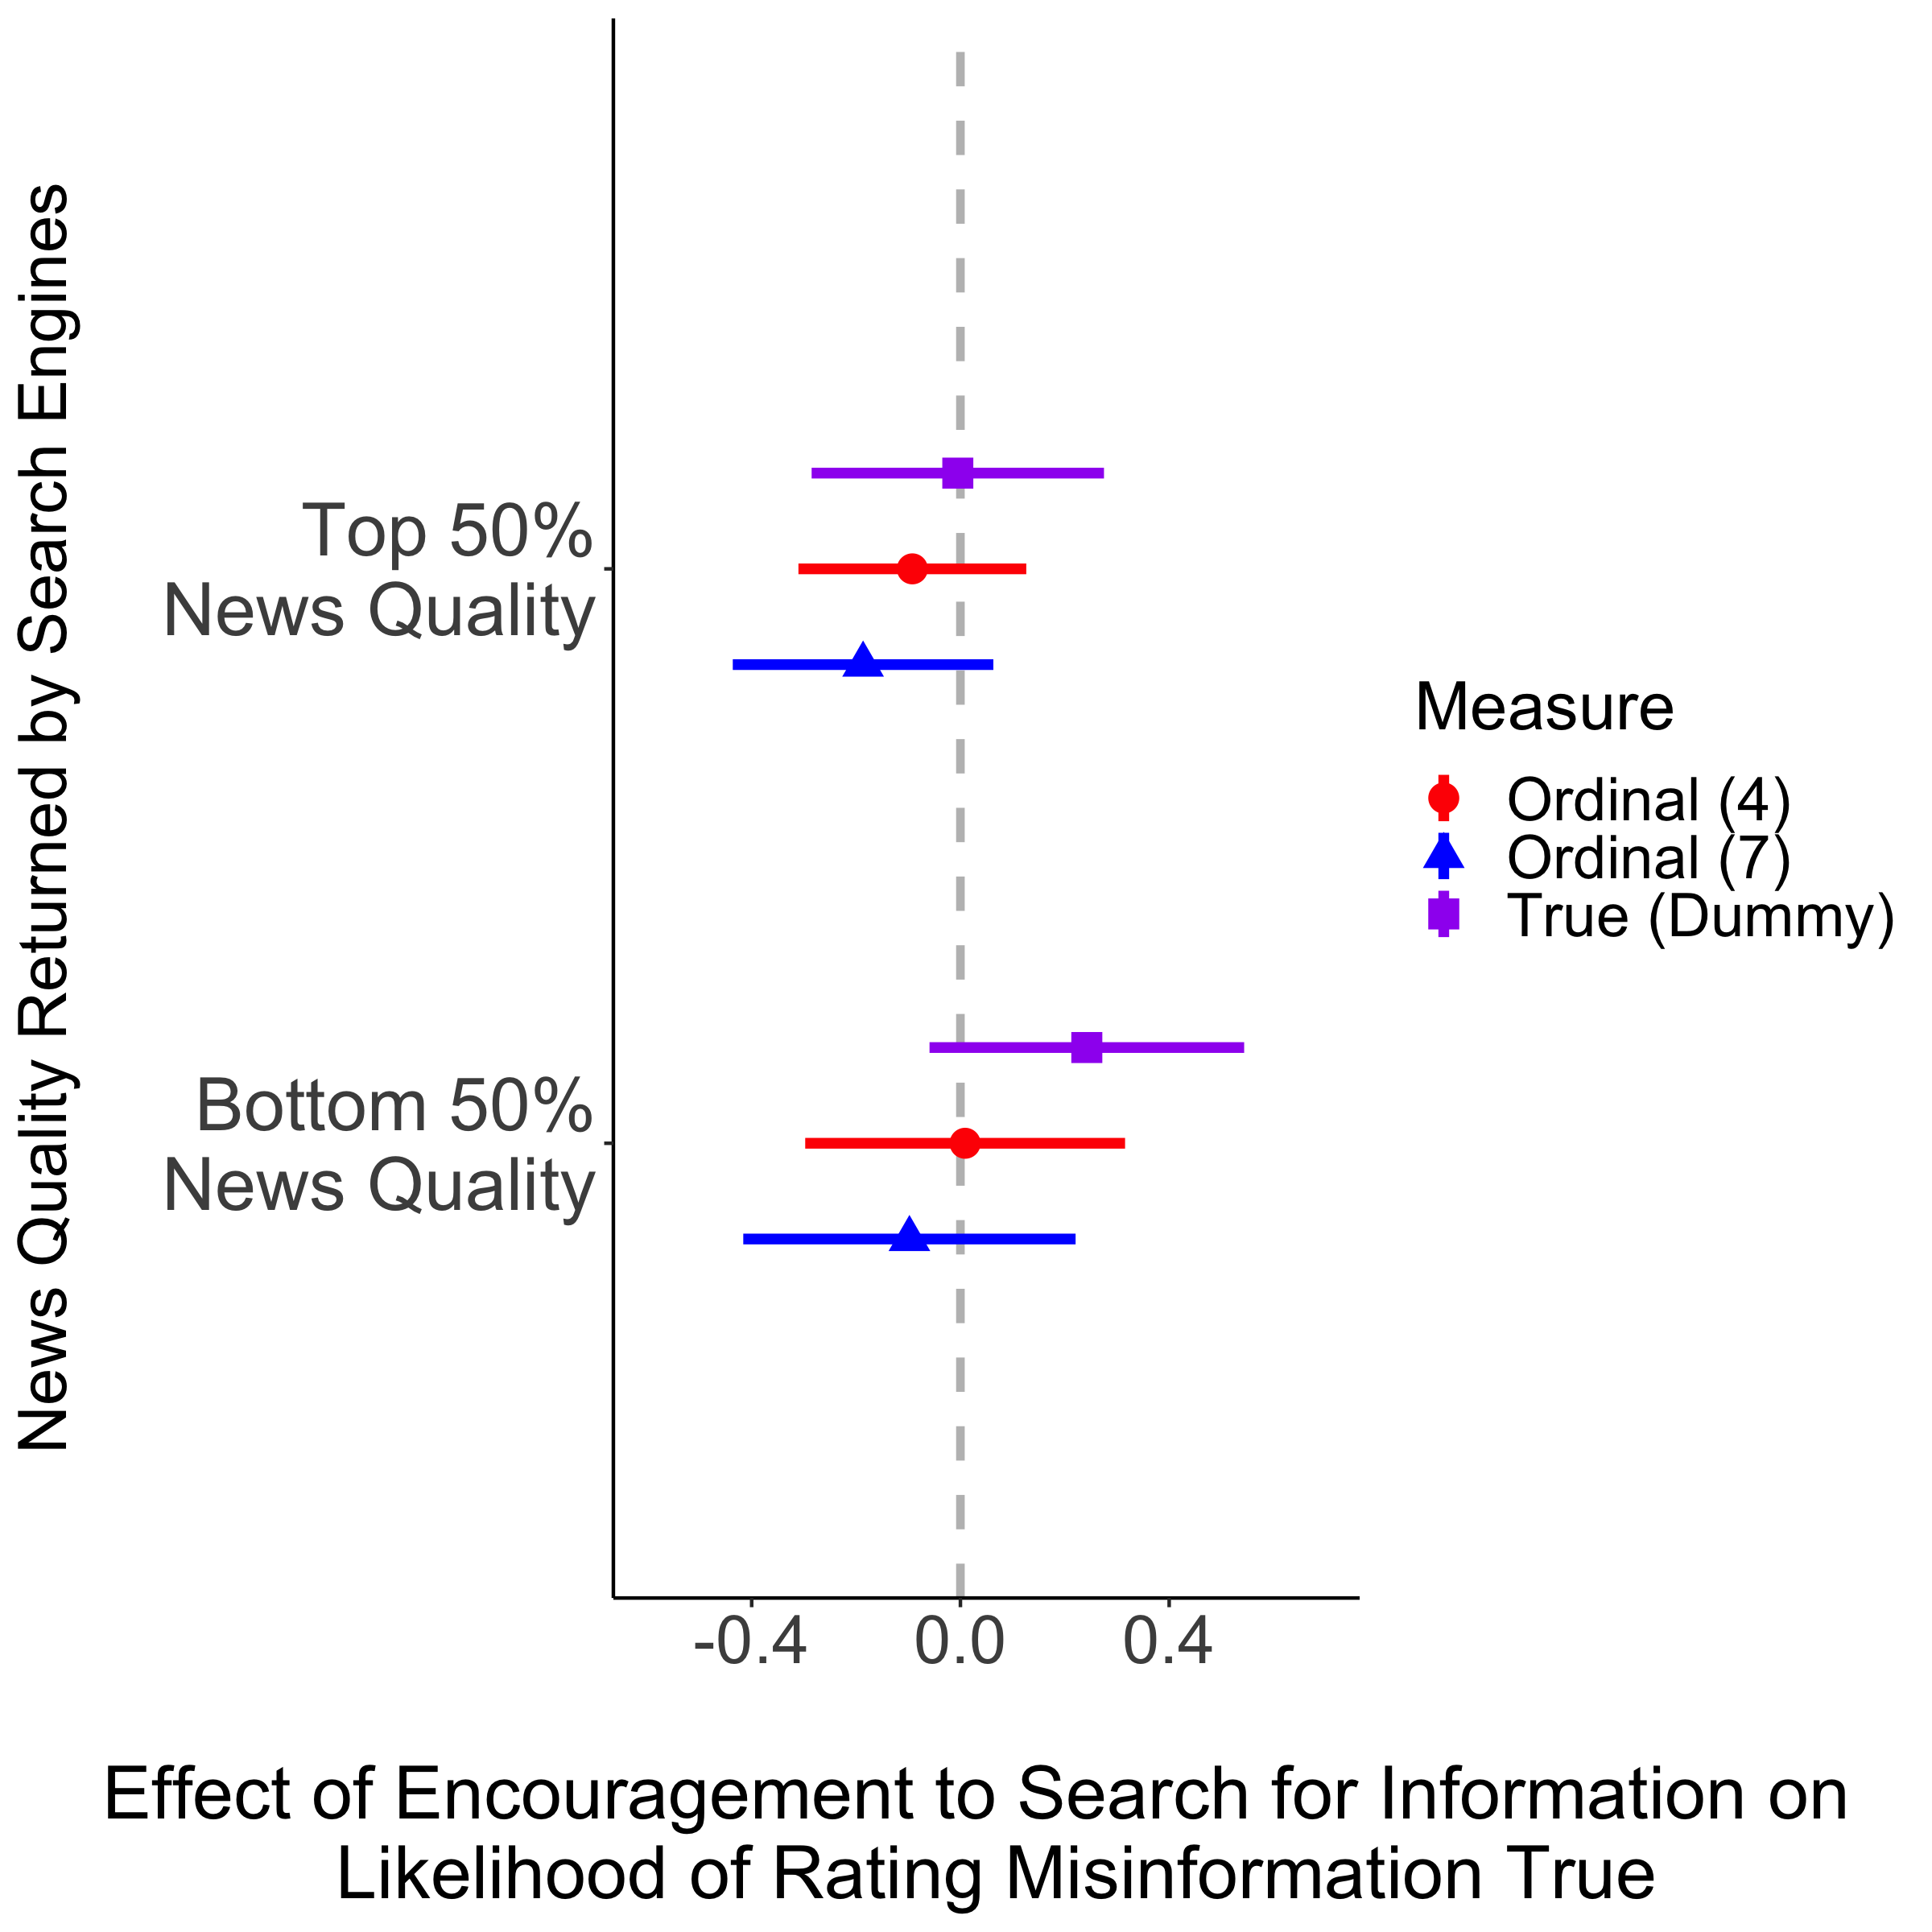 News Quality Returned by Search Engines
Top 50%
News Quality
Bottom 50%
News Quality
-0.4
0.0
0.4
Effect of Encouragement to Search for Information on
Likelihood of Rating Misinformation True
Measure
Ordinal (4)
Ordinal (7)
True (Dummy)